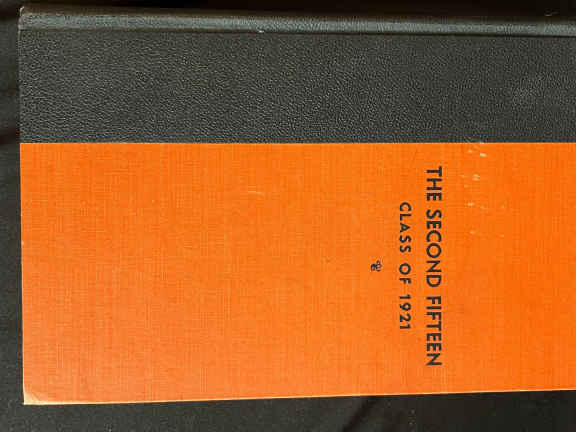 THE SECOND FIFTEEN
CLASS OF 1921